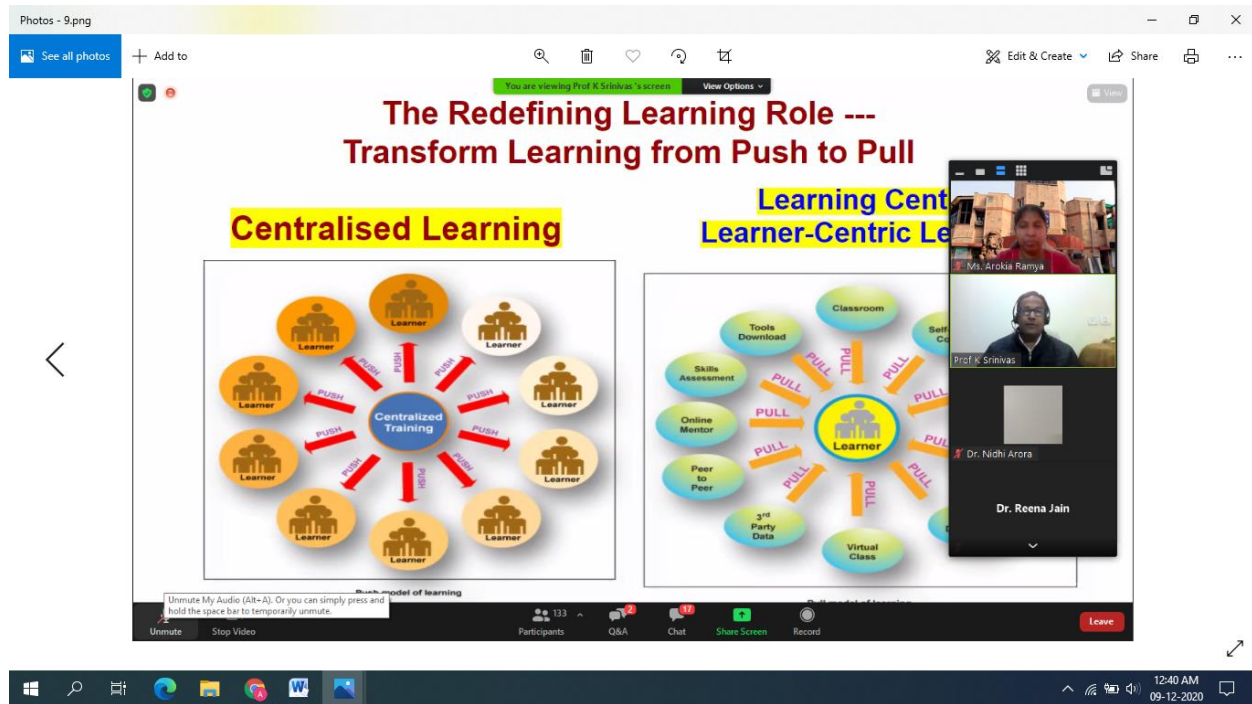 Photos - 9.png
See all photos
Add to
Edit & Create
Share
You are viewing Prof K Srinivas 's screen
View Options
View
The Redefining Learning Role ---
Transform Learning from Push to Pull
Centralised Learning
Learning Cent
Learner-Centric Le
Learner
Learner
Learner
Learner
Learner
Learner
Learner
Learner
Learner
Learner
PUSH
PUSH
PUSH
PUSH
PUSH
PUSH
PUSH
PUSH
PUSH
PUSH
Centralized
Training
Push model of learning
Classroom
Tools
Download
Self
Co
Skills
Assessment
Online
Mentor
Peer
to
Peer
3rd
Party
Data
Virtual
Class
PULL
PULL
PULL
PULL
PULL
PULL
PULL
PULL
PULL
PULL
Learner
Ms. Arokia Ramya
Prof K Srinivas
Dr. Nidhi Arora
Dr. Reena Jain
Unmute My Audio (Alt+A). Or you can simply press and
hold the space bar to temporarily unmute.
Unmute
Stop Video
133
Participants
2
Q&A
17
Chat
Share Screen
Record
Leave
12:40 AM
09-12-2020